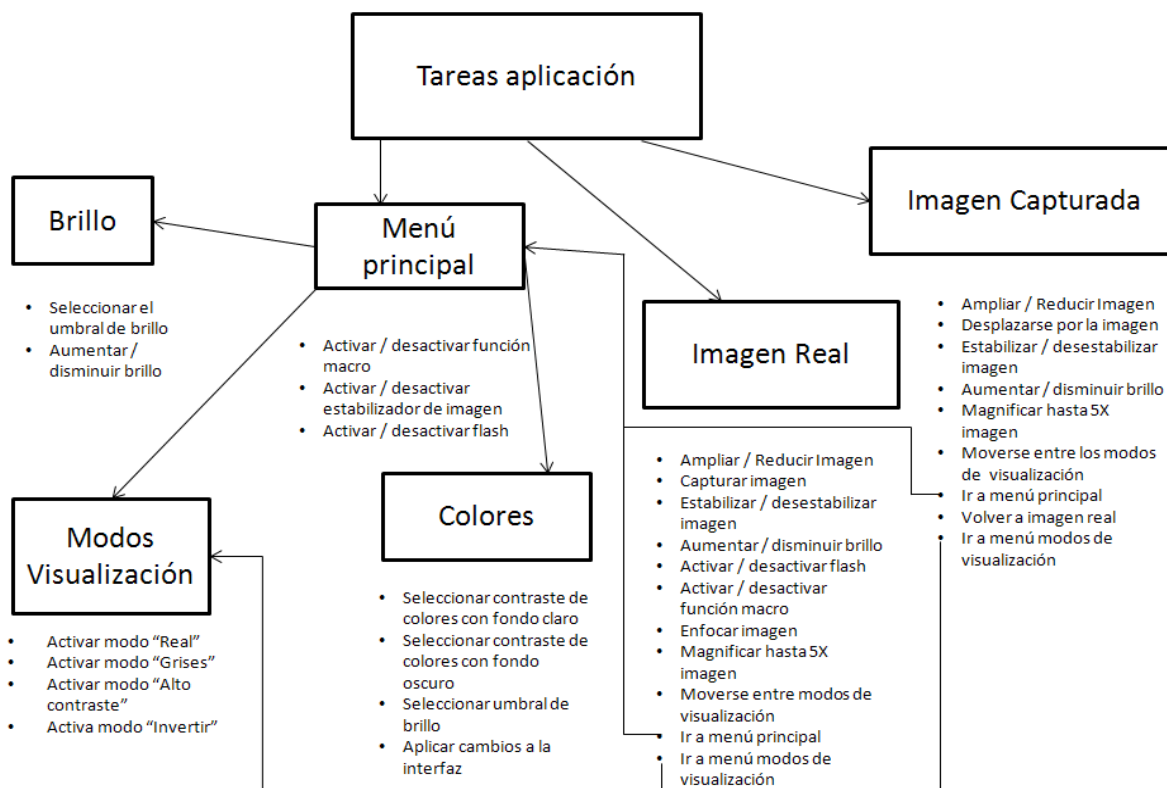 Tareas aplicación
Brillo
• Seleccionar el
umbral de brillo
• Aumentar /
disminuir brillo
Menú
principal
• Activar / desactivar función
macro
• Activar / desactivar
estabilizador de imagen
• Activar / desactivar flash
Imagen Capturada
• Ampliar / Reducir Imagen
• Desplazarse por la imagen
• Estabilizar / desestabilizar
imagen
• Aumentar / disminuir brillo
• Magnificar hasta 5X
imagen
• Moverse entre los modos
de visualización
• Ir a menú principal
• Volver a imagen real
• Ir a menú modos de
visualización
Imagen Real
• Ampliar / Reducir Imagen
• Capturar imagen
• Estabilizar / desestabilizar
imagen
• Aumentar / disminuir brillo
• Activar / desactivar flash
• Activar / desactivar
función macro
• Enfocar imagen
• Magnificar hasta 5X
imagen
• Moverse entre modos de
visualización
• Ir a menú principal
• Ir a menú modos de
visualización
Modos
Visualización
• Activar modo “Real”
• Activar modo “Grises”
• Activar modo “Alto
contraste”
• Activa modo “Invertir”
Colores
• Seleccionar contraste de
colores con fondo claro
• Seleccionar contraste de
colores con fondo
oscuro
• Seleccionar umbral de
brillo
• Aplicar cambios a la
interfaz